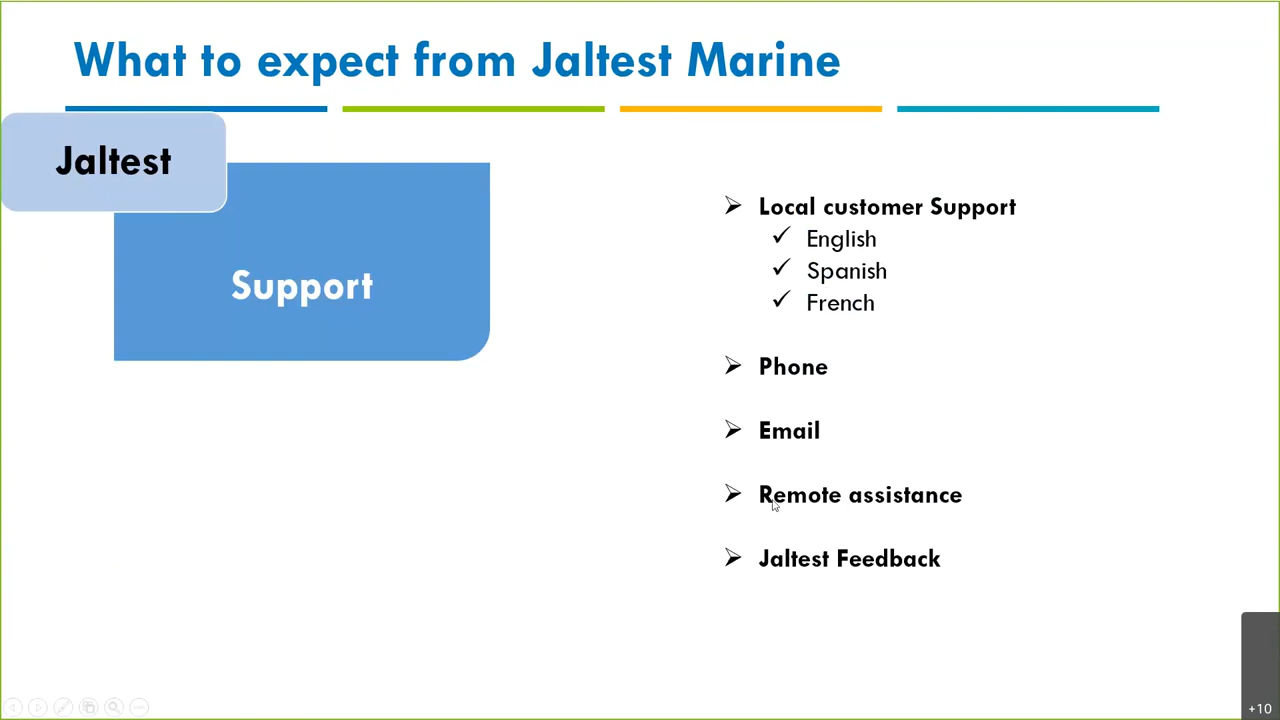 What to expect from Jaltest Marine
Jaltest
Support
Local customer Support
English
Spanish
French
Phone
Email
Remote assistance
Jaltest Feedback
+10